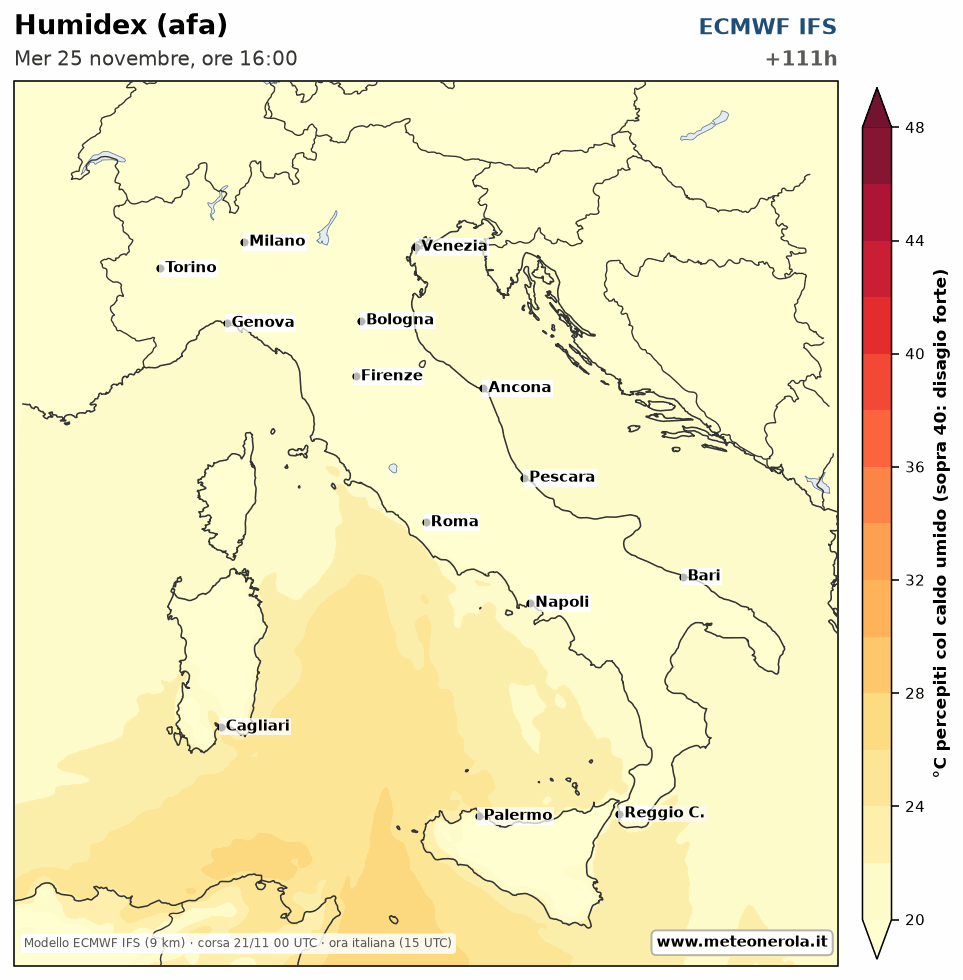 Humidex (afa)
ECMWF IFS
Mer 25 novembre, ore 16:00
+111h
48
44
40
36
32
28
24
20
°C percepiti col caldo umido (sopra 40: disagio forte)
Milano
Venezia
Torino
Genova
Bologna
Firenze
Ancona
Pescara
Roma
Bari
Napoli
Cagliari
Palermo
Reggio C.
Modello ECMWF IFS (9 km) · corsa 21/11 00 UTC · ora italiana (15 UTC)
www.meteonerola.it